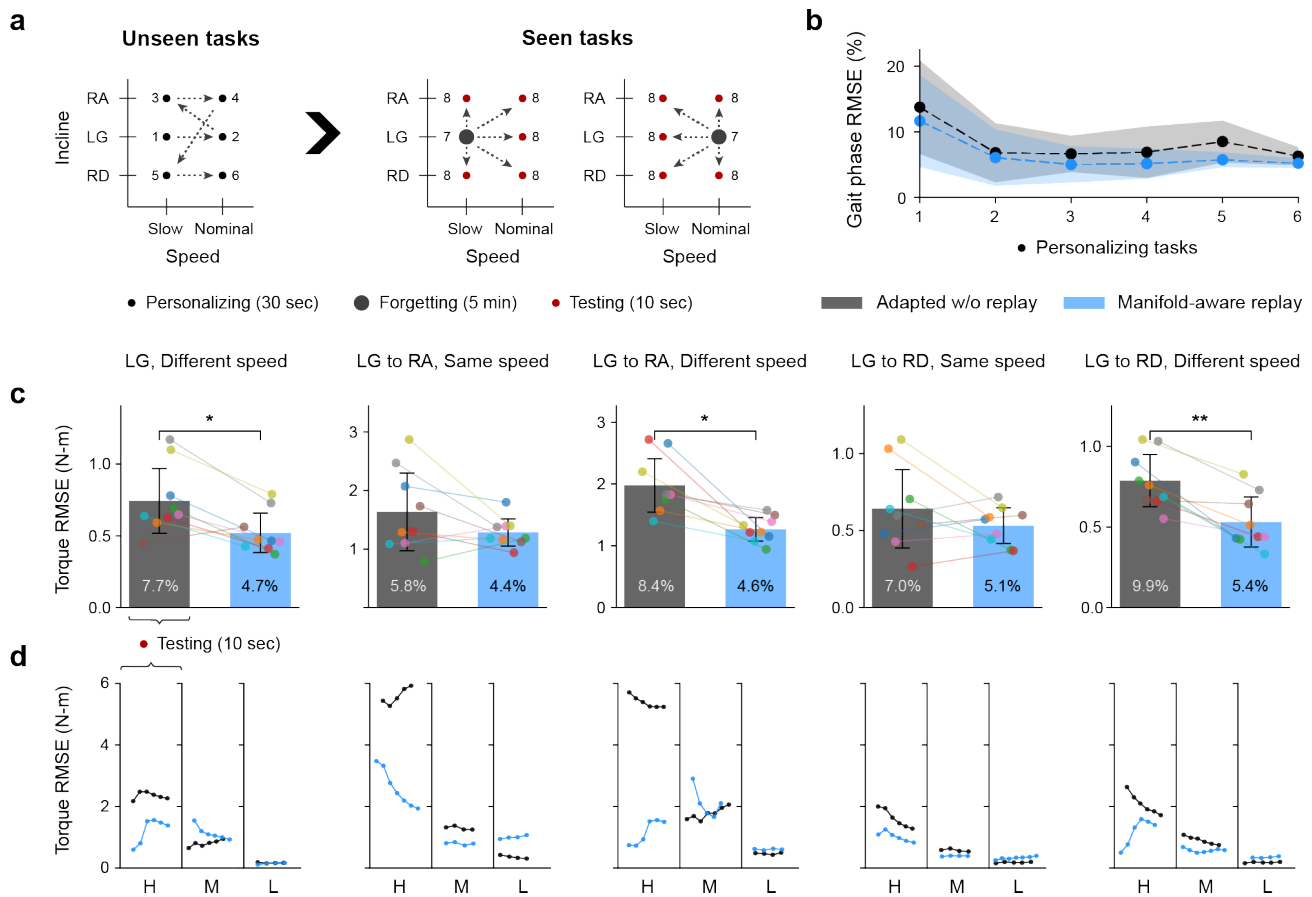 a
Unseen tasks
Seen tasks
Incline
RA
LG
RD
3
4
1
2
5
6
Slow
Nominal
Speed
RA
LG
RD
8
8
7
8
8
8
Slow
Nominal
Speed
8
8
8
7
8
8
Slow
Nominal
Speed
Personalizing (30 sec)
Forgetting (5 min)
Testing (10 sec)
b
Gait phase RMSE (%)
20
10
0
1
2
3
4
5
6
Personalizing tasks
Adapted w/o replay
Manifold-aware replay
c
Torque RMSE (N-m)
LG, Different speed
1.0
0.5
0.0
*
7.7%
4.7%
LG to RA, Same speed
3
2
1
5.8%
4.4%
LG to RA, Different speed
3
2
1
0
*
8.4%
4.6%
LG to RD, Same speed
1.0
0.5
0.0
7.0%
5.1%
LG to RD, Different speed
1.0
0.5
0.0
**
9.9%
5.4%
Testing (10 sec)
d
Torque RMSE (N-m)
6
4
2
0
H
M
L
H
M
L
H
M
L
H
M
L
H
M
L